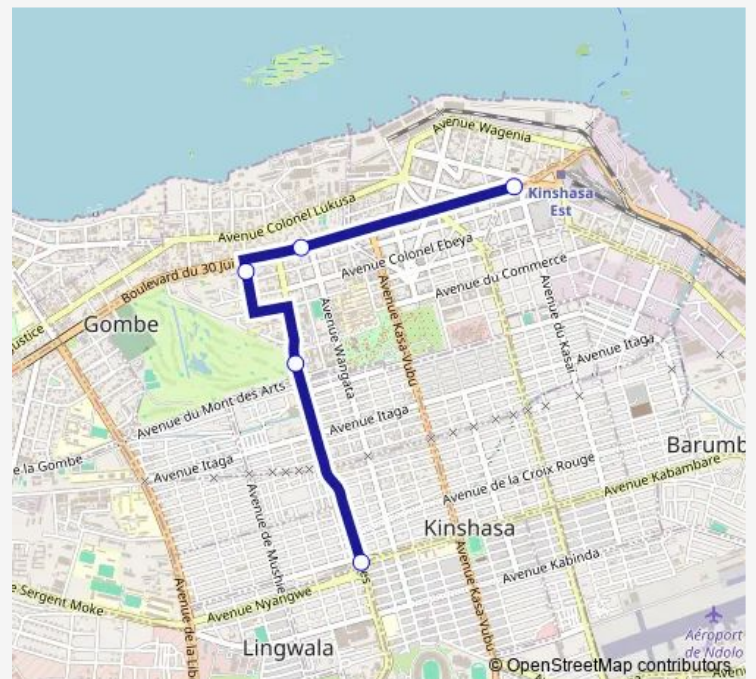 Avenue Wagenia
Kinshasa
Est
Avenue Colonel Lukusa
Boulevard du 30 Jui
Avenue Colonel Ebeya
Avenue du Commerce
ustice
Gombe
Avenue Wangata
Avenue Kasa-Vubu
Avenue du Kasaï
Avenue Itaga
Avenue du Mont des Arts
Avenue Itaga
Barumb
e la Gombe
Avenue Itaga
Avenue de la Croix Rouge
Avenue Kabambare
Avenue de Mushie
Kinshasa
Avenue Kabinda
e Sergent Moke
Avenue Nyangwe
es
Avenue Kasa-Vubu
Avenue de la Lib
Lingwala
Aéroport
de Ndolo
© OpenStreetMap contributors